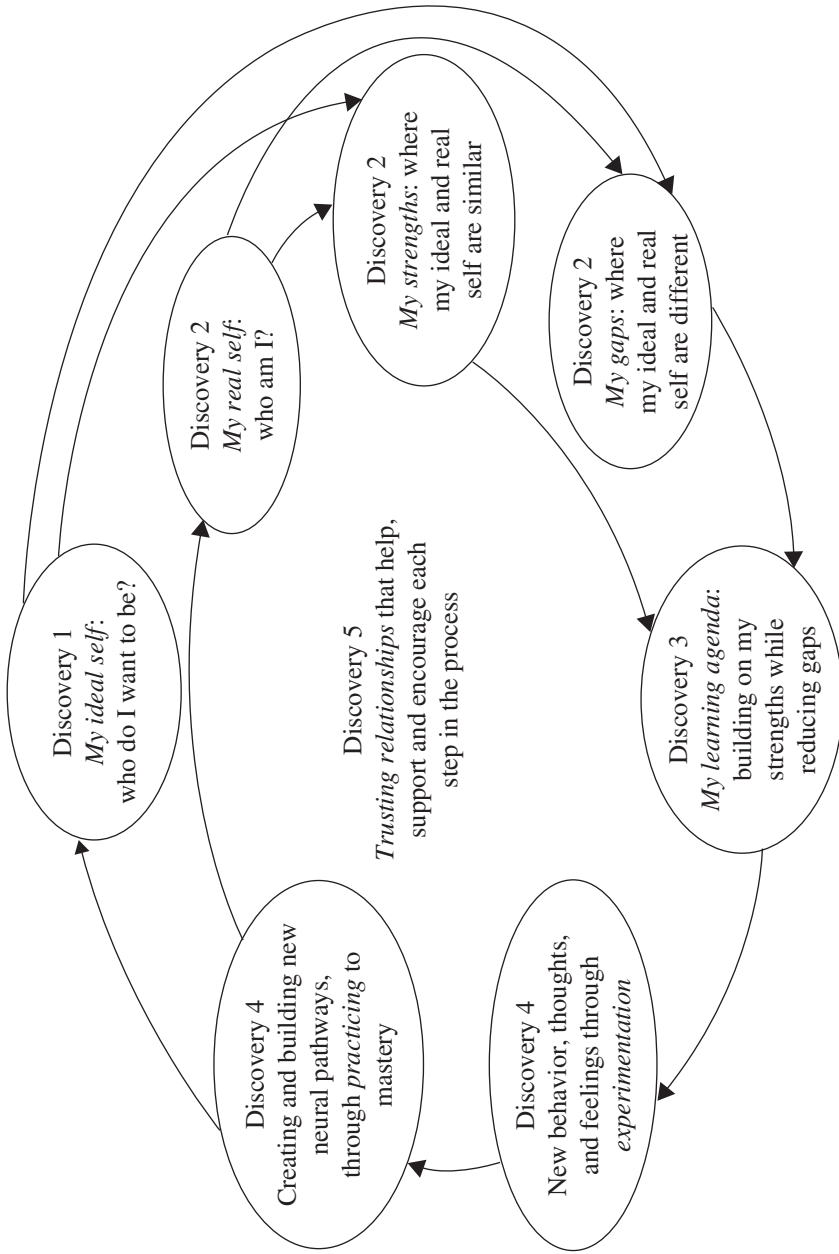 Discovery 1
My ideal self:
who do I want to be?
Discovery 2
My real self:
who am I?
Discovery 2
My strengths: where
my ideal and real
self are similar
Discovery 2
My gaps: where
my ideal and real
self are different
Discovery 3
My learning agenda:
building on my
strengths while
reducing gaps
Discovery 4
New behavior, thoughts,
and feelings through
experimentation
Discovery 4
Creating and building new
neural pathways,
through practicing to
mastery
Discovery 5
Trusting relationships that help,
support and encourage each
step in the process